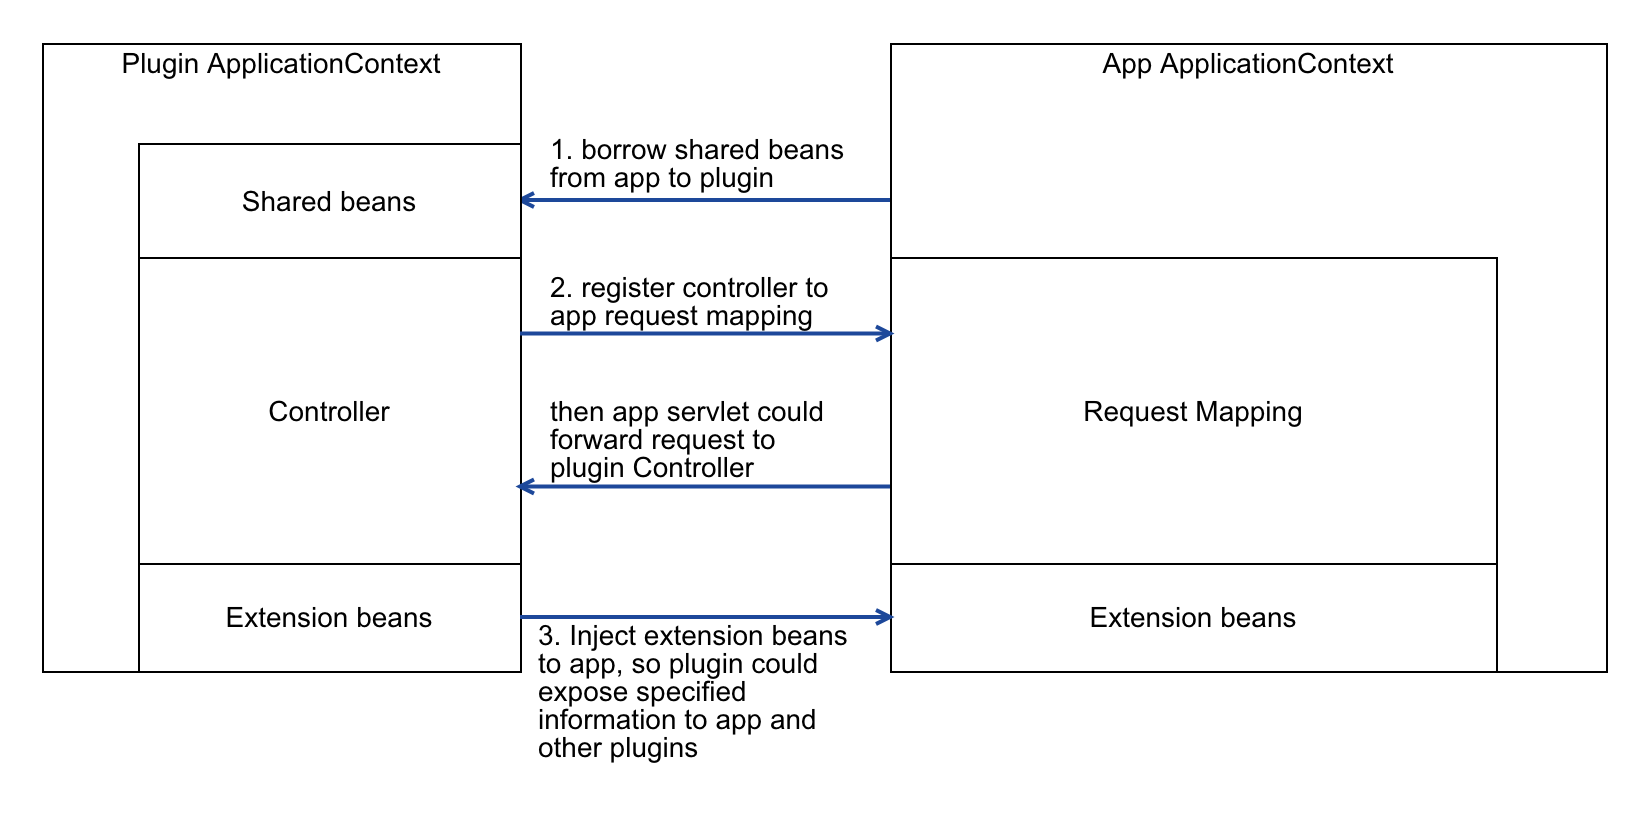 Plugin ApplicationContext
App ApplicationContext
1. borrow shared beans
from app to plugin
Shared beans
2. register controller to
app request mapping
Controller
then app servlet could
forward request to
plugin Controller
Request Mapping
Extension beans
Extension beans
3. Inject extension beans
to app, so plugin could
expose specified
information to app and
other plugins